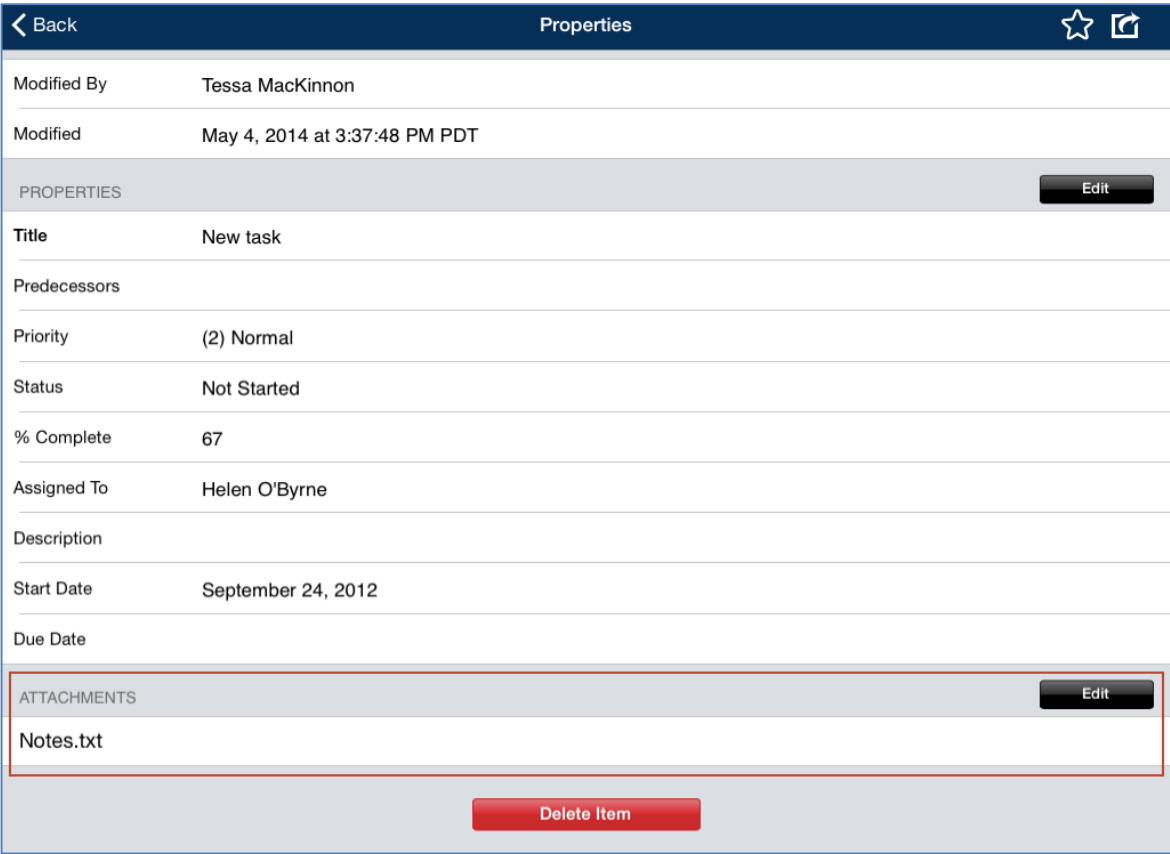 Back Properties
Modified By Tessa MacKinnon
Modified May 4, 2014 at 3:37:48 PM PDT
PROPERTIES Edit
Title New task
Predecessors
Priority (2) Normal
Status Not Started
% Complete 67
Assigned To Helen O'Byrne
Description
Start Date September 24, 2012
Due Date
ATTACHMENTS Edit
Notes.txt
Delete Item